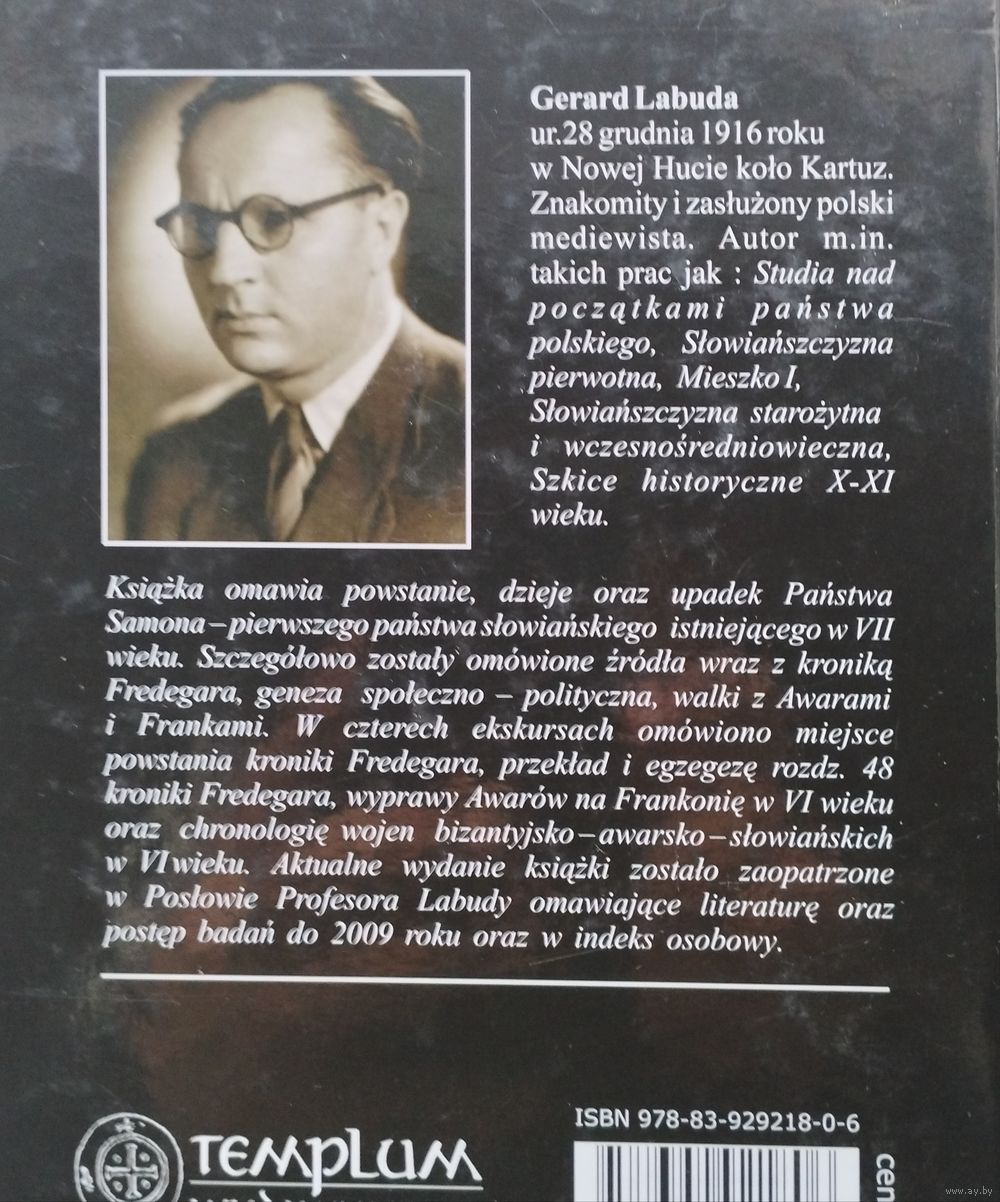 Gerard Labuda
ur.28 grudnia 1916 roku
w Nowej Hucie koło Kartuz.
Znakomity i zasłużony polski
mediewista. Autor m.in.
takich prac jak : Studia nad
początkami państwa
polskiego, Słowiańszczyzna
pierwotna, Mieszko I,
Słowiańszczyzna starożytna
i wczesnośredniowieczna,
Szkice historyczne X-XI
wieku.
Książka omawia powstanie, dzieje oraz upadek Państwa
Samona – pierwszego państwa słowiańskiego istniejącego w VII
wieku. Szczegółowo zostały omówione źródła wraz z kroniką
Fredegara, geneza społeczno – polityczna, walki z Awarami
i Frankami. W czterech ekskursach omówiono miejsce
powstania kroniki Fredegara, przekład i egzegezę rozdz. 48
kroniki Fredegara, wyprawy Awarów na Frankonię w VI wieku
oraz chronologię wojen bizantyjsko – awarsko – słowiańskich
w VI wieku. Aktualne wydanie książki zostało zaopatrzone
w Posłowie Profesora Labudy omawiające literaturę oraz
postęp badań do 2009 roku oraz w indeks osobowy.
ISBN 978-83-929218-0-6
TEMPLUM
cen
www.ay.by